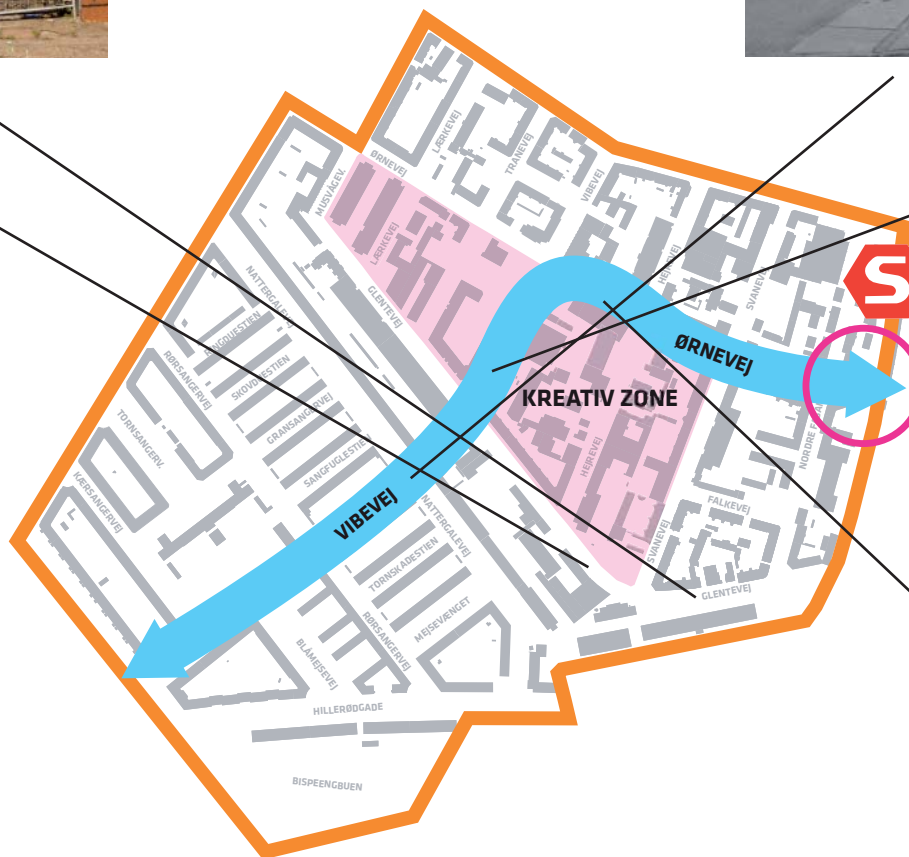 LÆRKEVEJ
TRANEVEJ
ØRNEVEJ
VIBEVEJ
MUSVÅGEV.
LÆRKEVEJ
SVANEVEJ
S
NATTERGALEVEJ
GLENTEVEJ
ØRNEVEJ
RØRSANGERVEJ
SKOVDUESTIEN
KREATIV ZONE
GRANSANGERVEJ
TORNSANGERV.
NORDRE
HEJREVEJ
SANGFUGLESTIEN
KÆRSANGERVEJ
VIBEVEJ
NATTERGALEVEJ
FALKEVEJ
SVANEVEJ
TORNSKADESTIEN
GLENTEVEJ
RØRSANGERVEJ
MEJSEVÆNGET
BLÅMEJSEVEJ
HILLERØDGADE
BISPEENGBUEN